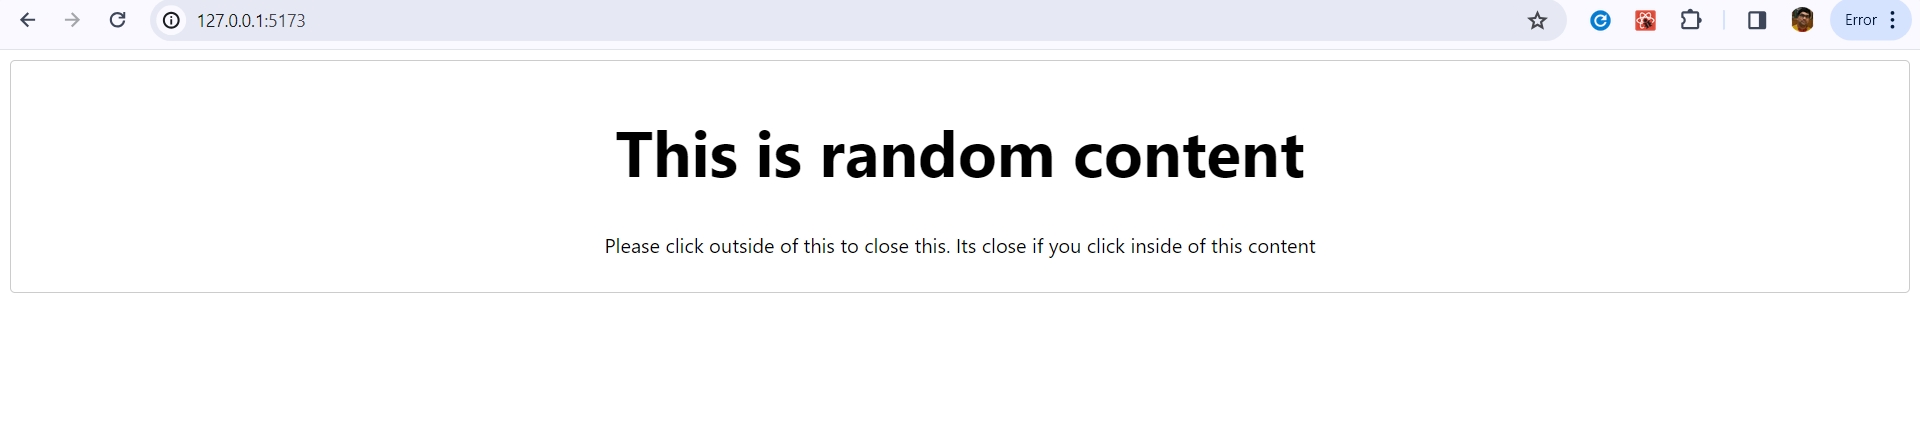 127.0.0.1:5173
Error
This is random content
Please click outside of this to close this. Its close if you click inside of this content